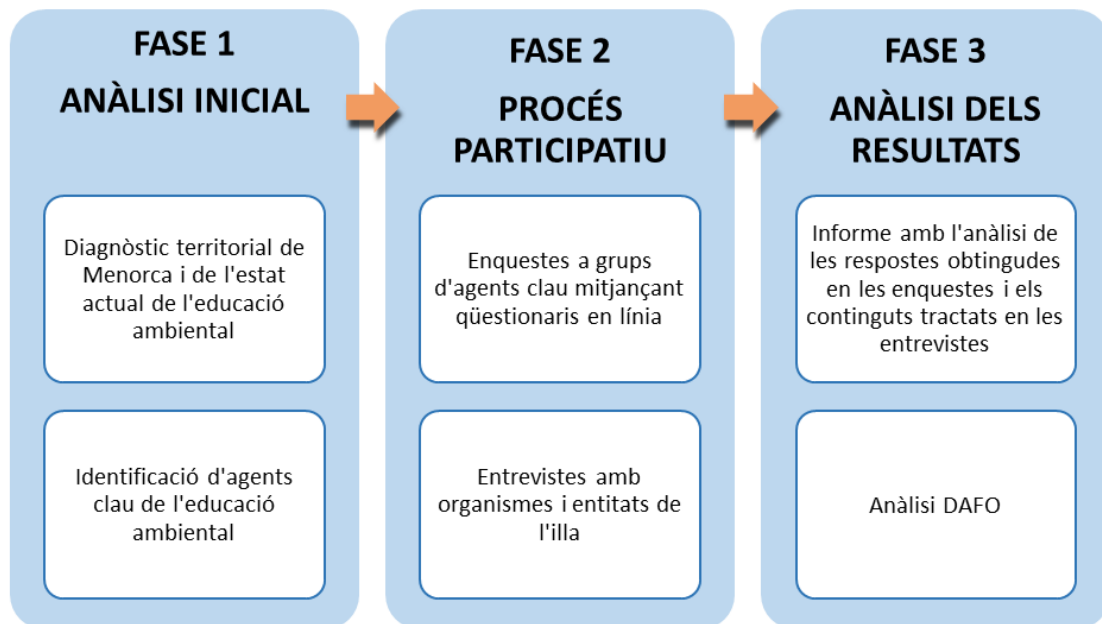 FASE 1
ANÀLISI INICIAL
Diagnòstic territorial de
Menorca i de l'estat
actual de l'educació
ambiental
Identificació d'agents
clau de l'educació
ambiental
FASE 2
PROCÉS
PARTICIPATIU
Enquestes a grups
d'agents clau mitjançant
qüestionaris en línia
Entrevistes amb
organismes i entitats de
l'illa
FASE 3
ANÀLISI DELS
RESULTATS
Informe amb l'anàlisi de
les respostes obtingudes
en les enquestes i els
continguts tractats en les
entrevistes
Anàlisi DAFO